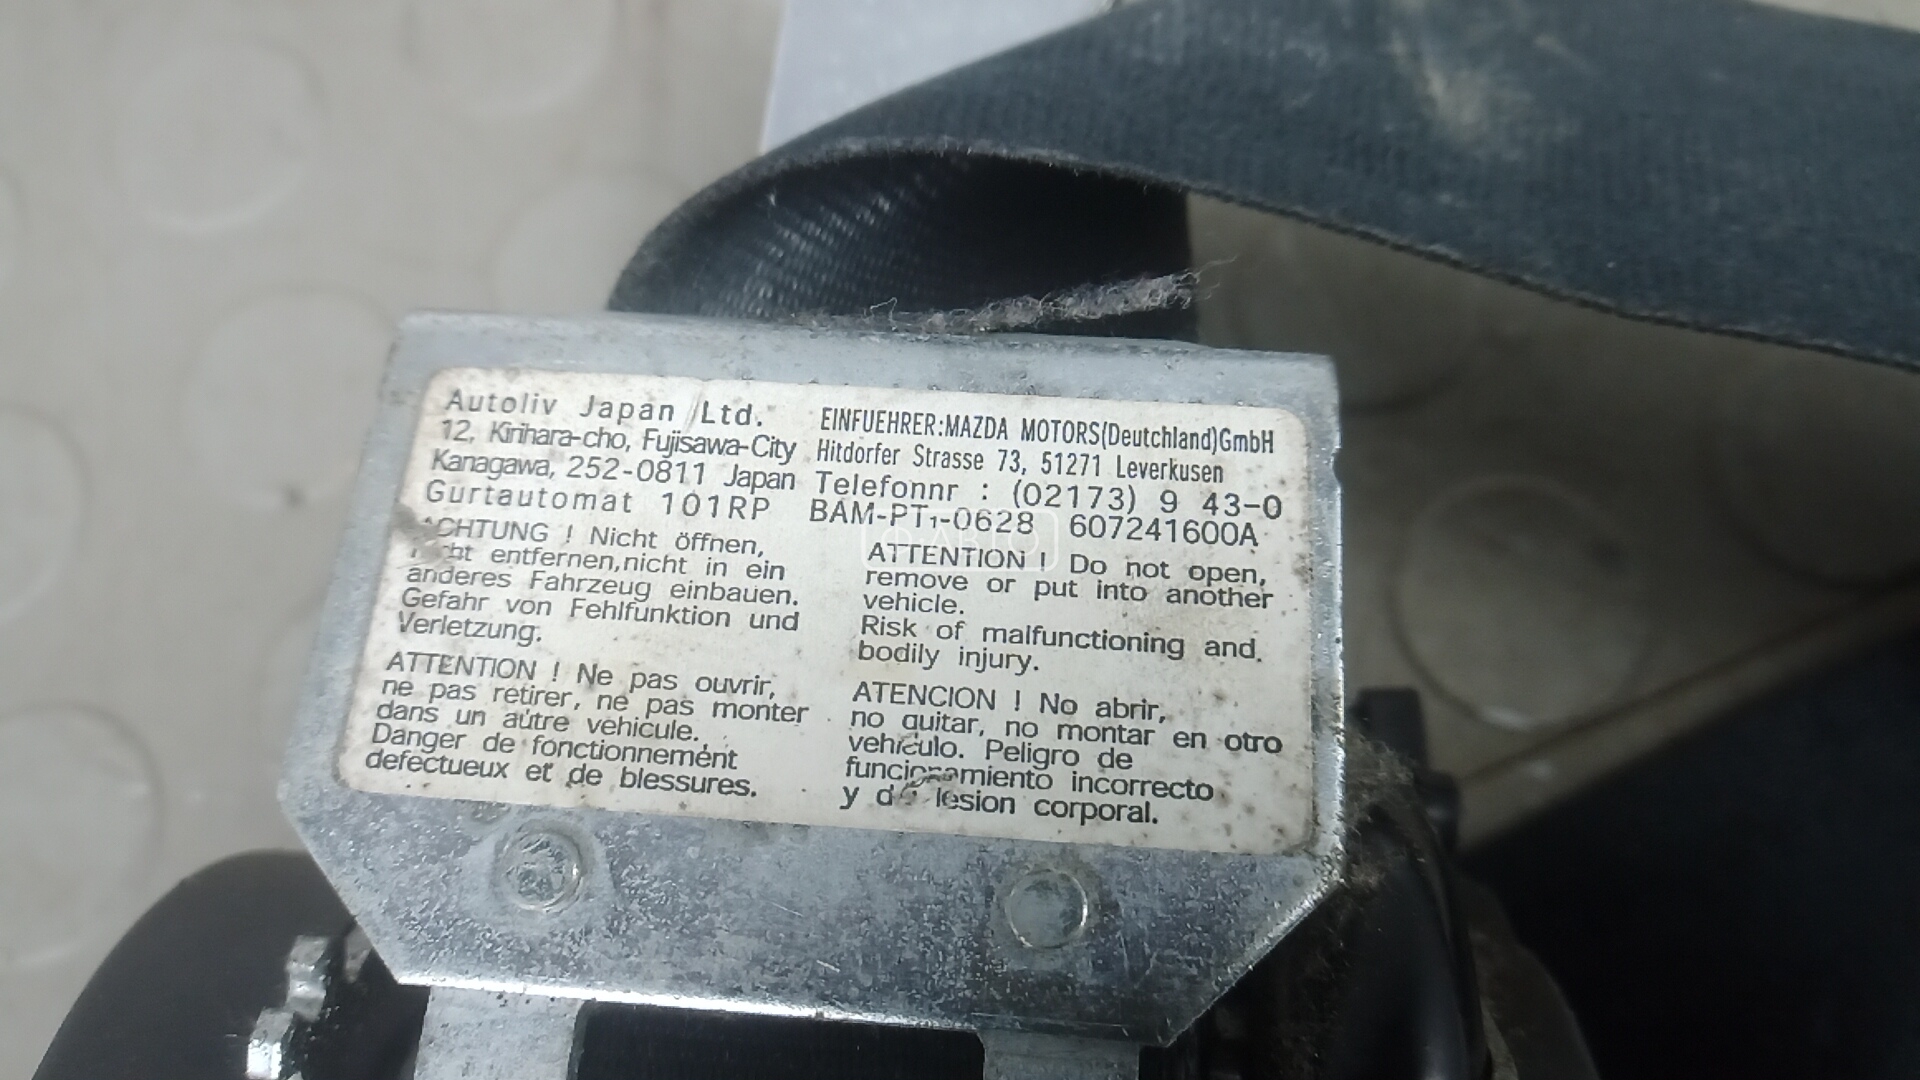 Autoliv Japan Ltd.
12, Kirihara-cho, Fujisawa-City
Kanagawa, 252-0811 Japan
Gurtautomat 101RP
EINFUEHRER:MAZDA MOTORS(Deutchland)GmbH
Hitdorfer Strasse 73, 51271 Leverkusen
Telefonnr : (02173) 9 43-0
BAM-PT1-0628 607241600A
ACHTUNG ! Nicht öffnen,
nicht entfernen,nicht in ein
anderes Fahrzeug einbauen.
Gefahr von Fehlfunktion und
Verletzung.
ATTENTION ! Ne pas ouvrir,
ne pas retirer, ne pas monter
dans un autre vehicule.
Danger de fonctionnement
defectueux et de blessures.
ATTENTION ! Do not open,
remove or put into another
vehicle.
Risk of malfunctioning and.
bodily injury.
ATENCION ! No abrir,
no quitar, no montar en otro
vehiculo. Peligro de
funcionamiento incorrecto
y de lesion corporal.